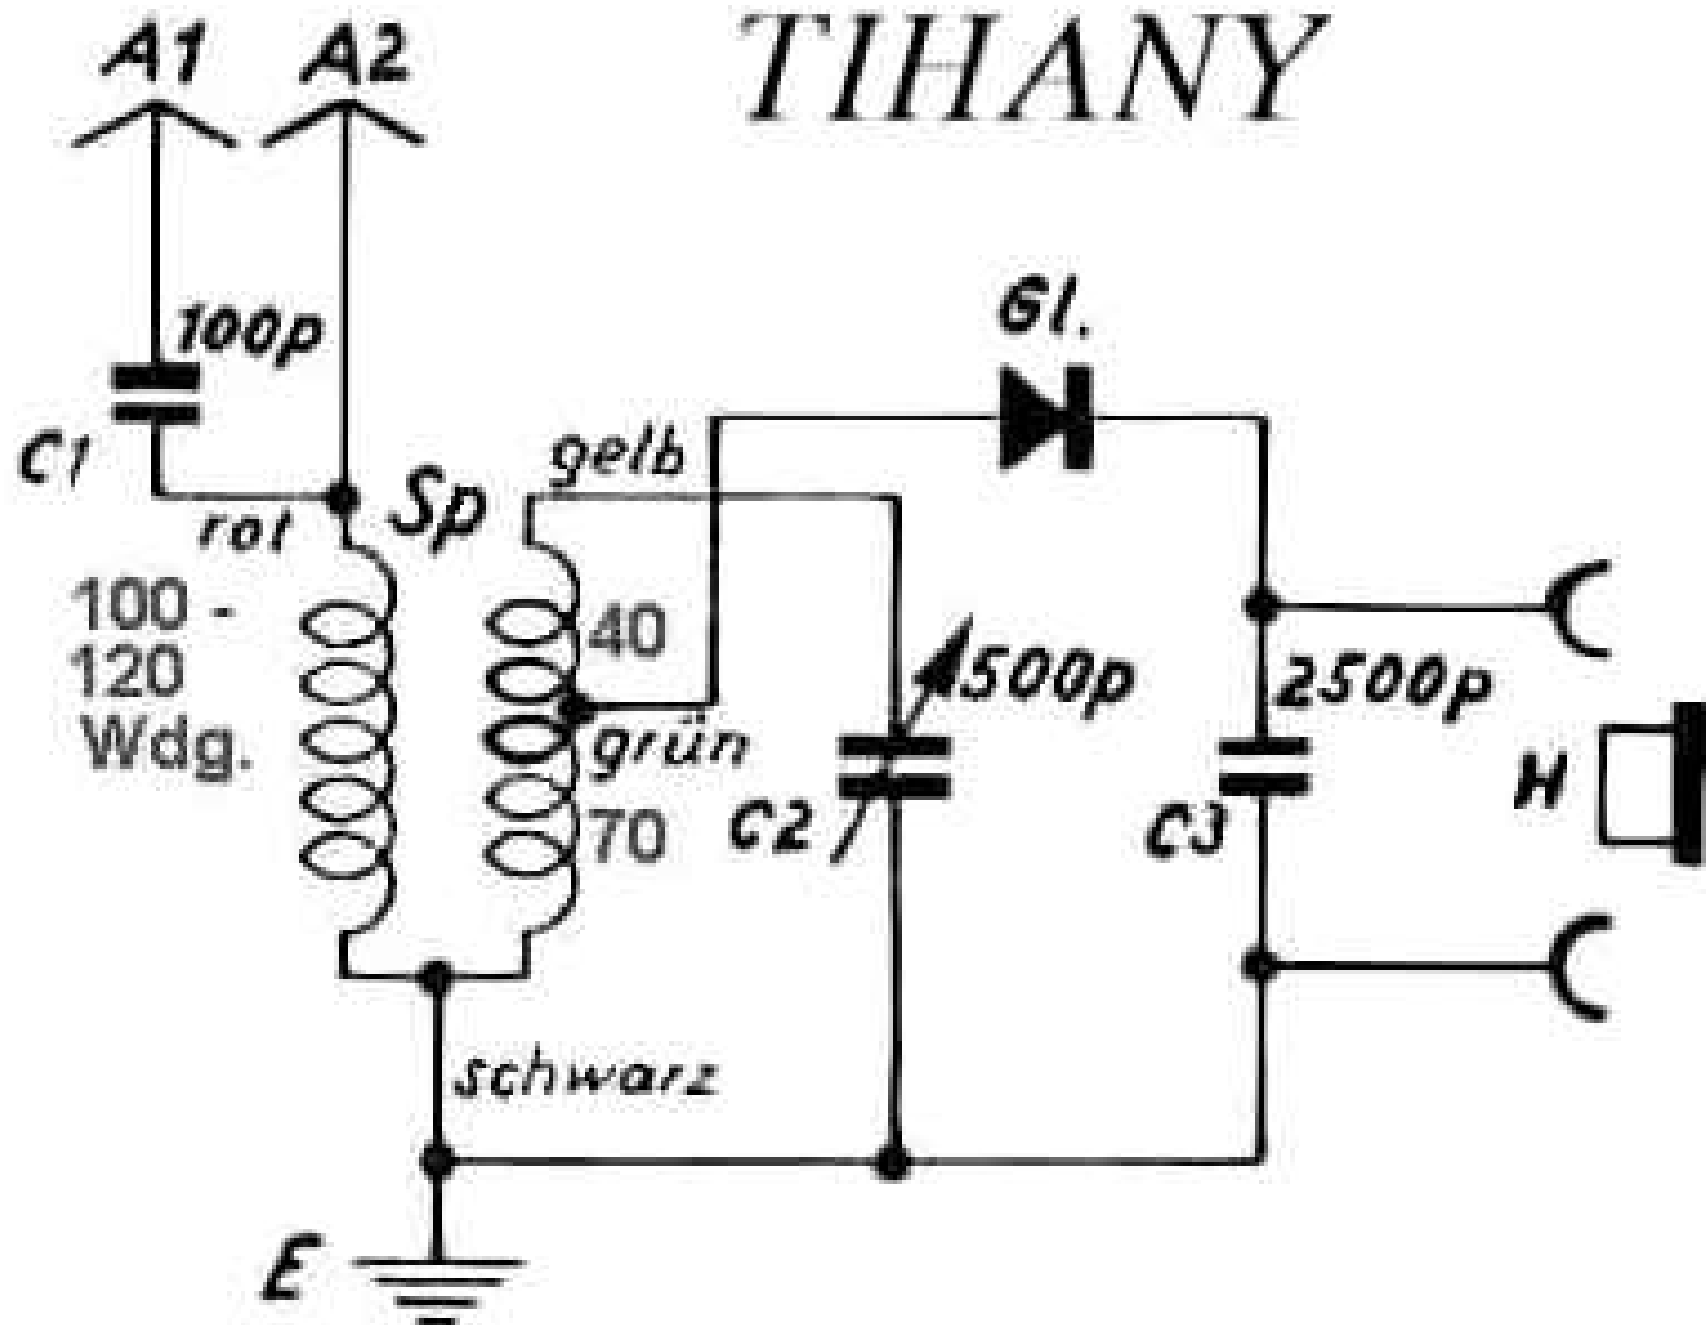 TIHANY
A1 A2
100p
C1
rot
Sp
gelb
Gl.
100 -
120
Wdg.
40
grün
70
500p
C2
2500p
C3
H
schwarz
E